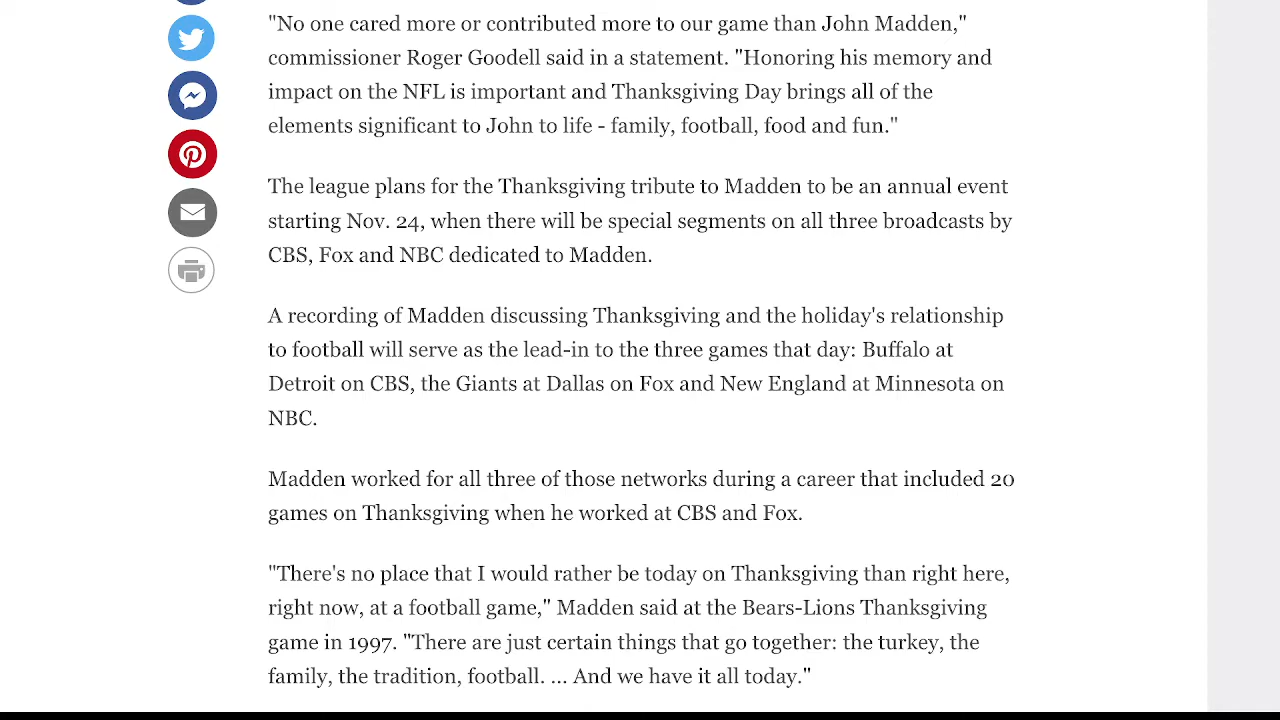 "No one cared more or contributed more to our game than John Madden,"
commissioner Roger Goodell said in a statement. "Honoring his memory and
impact on the NFL is important and Thanksgiving Day brings all of the
elements significant to John to life - family, football, food and fun."
The league plans for the Thanksgiving tribute to Madden to be an annual event
starting Nov. 24, when there will be special segments on all three broadcasts by
CBS, Fox and NBC dedicated to Madden.
A recording of Madden discussing Thanksgiving and the holiday's relationship
to football will serve as the lead-in to the three games that day: Buffalo at
Detroit on CBS, the Giants at Dallas on Fox and New England at Minnesota on
NBC.
Madden worked for all three of those networks during a career that included 20
games on Thanksgiving when he worked at CBS and Fox.
"There's no place that I would rather be today on Thanksgiving than right here,
right now, at a football game," Madden said at the Bears-Lions Thanksgiving
game in 1997. "There are just certain things that go together: the turkey, the
family, the tradition, football. ... And we have it all today."